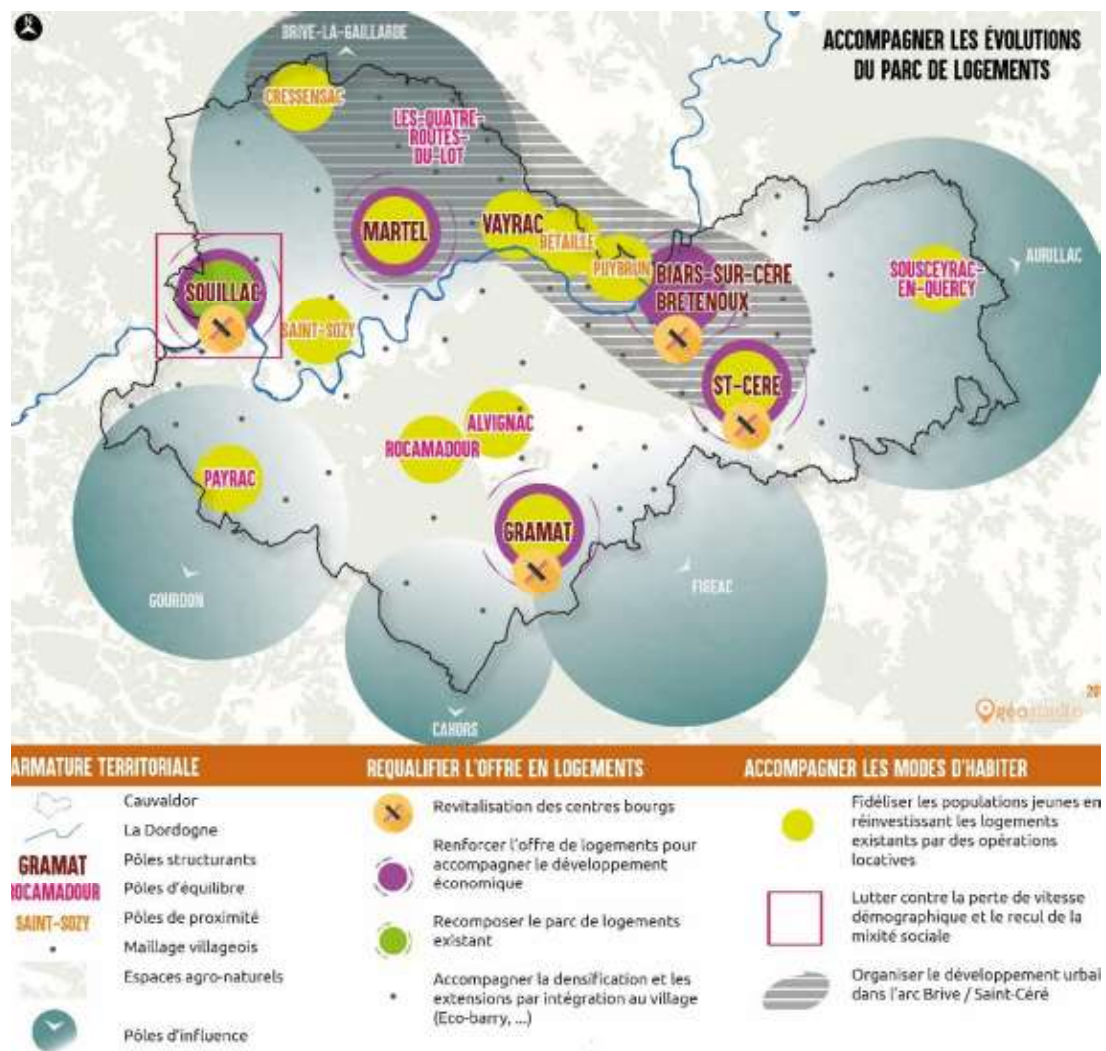 N
BRIVE-LA-GAILLARDE
ACCOMPAGNER LES ÉVOLUTIONS
DU PARC DE LOGEMENTS
CRESSENSAC
LES-QUATRE-
ROUTES-
DU-LOT
MARTEL
VAYRAC
BETAILLE
PUYBRUN
BIARS-SUR-CÈRE
BRETENOUX
SOUSCEYRAC-
EN-QUERCY
AURILLAC
SOUILLAC
SAINT-SOZY
ST-CERE
ALVIGNAC
ROCAMADOUR
PAYRAC
GRAMAT
GOURDON
FIGEAC
CAHORS
ARMATURE TERRITORIALE
Cauvaldor
La Dordogne
GRAMAT Pôles structurants
ROCAMADOUR Pôles d'équilibre
SAINT-SOZY Pôles de proximité
Maillage villageois
Espaces agro-naturels
Pôles d'influence
REQUALIFIER L'OFFRE EN LOGEMENTS
Revitalisation des centres bourgs
Renforcer l'offre de logements pour
accompagner le développement
économique
Recomposer le parc de logements
existant
Accompagner la densification et les
extensions par intégration au village
(Eco-barry, ...)
ACCOMPAGNER LES MODES D'HABITER
Fidéliser les populations jeunes en
réinvestissant les logements
existants par des opérations
locatives
Lutter contre la perte de vitesse
démographique et le recul de la
mixité sociale
Organiser le développement urbai
dans l'arc Brive / Saint-Céré